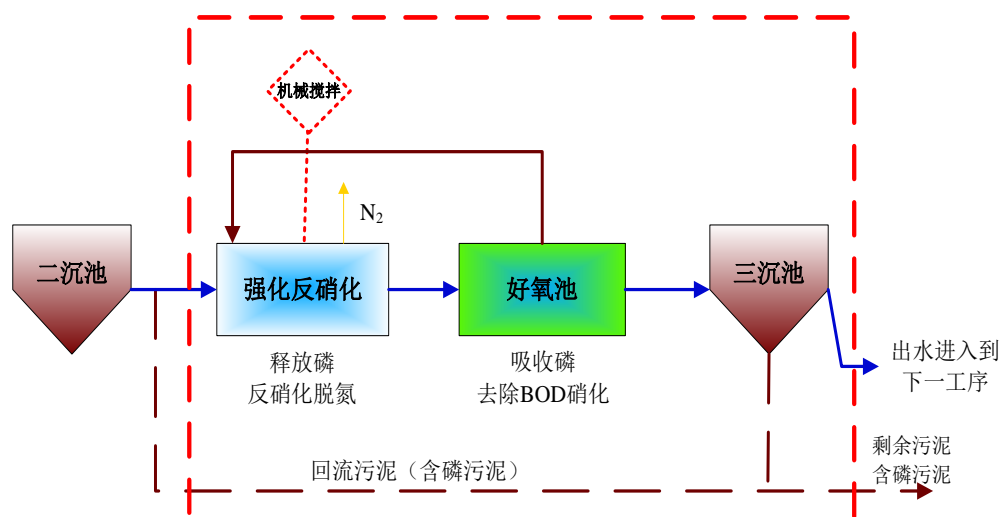 机械搅拌
N₂
二沉池
强化反硝化
好氧池
三沉池
释放磷
反硝化脱氮
吸收磷
去除BOD硝化
出水进入到
下一工序
回流污泥（含磷污泥）
剩余污泥
含磷污泥